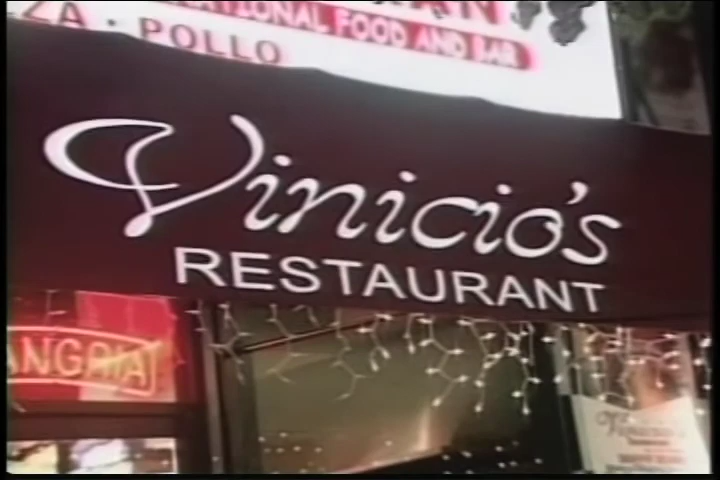 ZA · POLLO
FOOD AND BAR
Vinicio's
RESTAURANT
ANGRIA